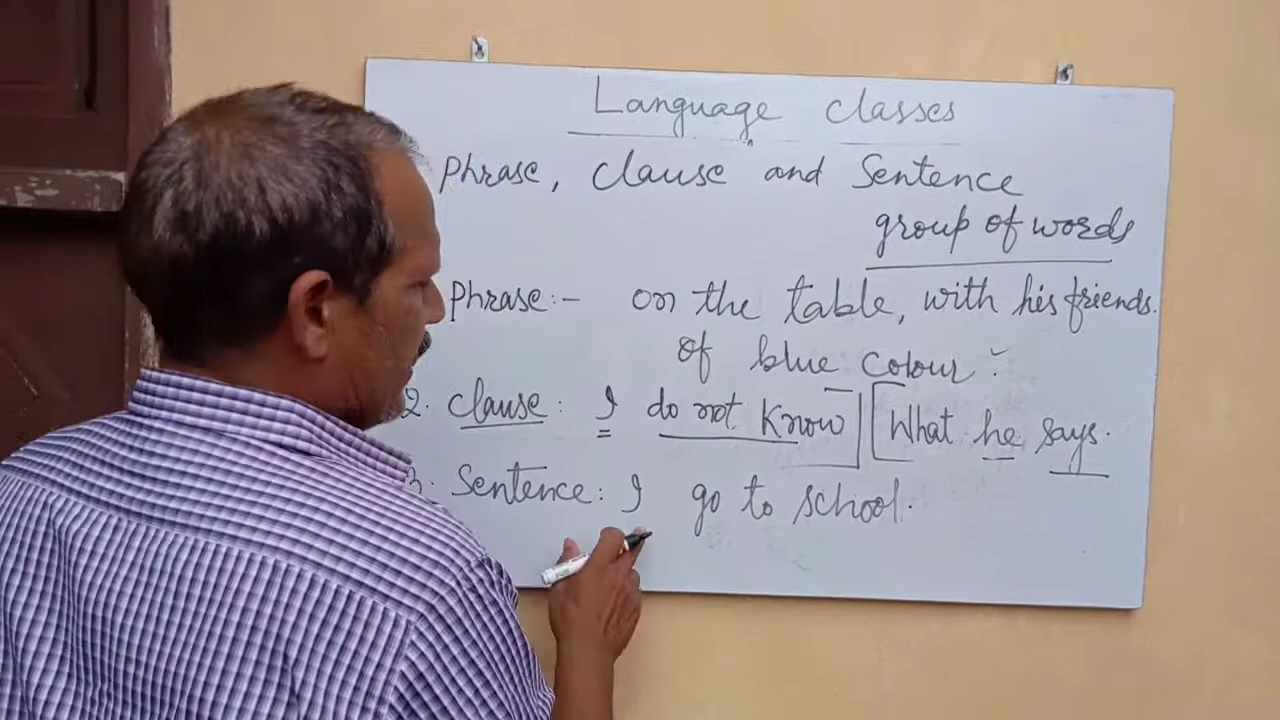 Language classes
Phrase, clause and Sentence
group of words
Phrase:- on the table, with his friends.
of blue colour.
2. clause: I do not know [What he says.
3. Sentence: I go to school.